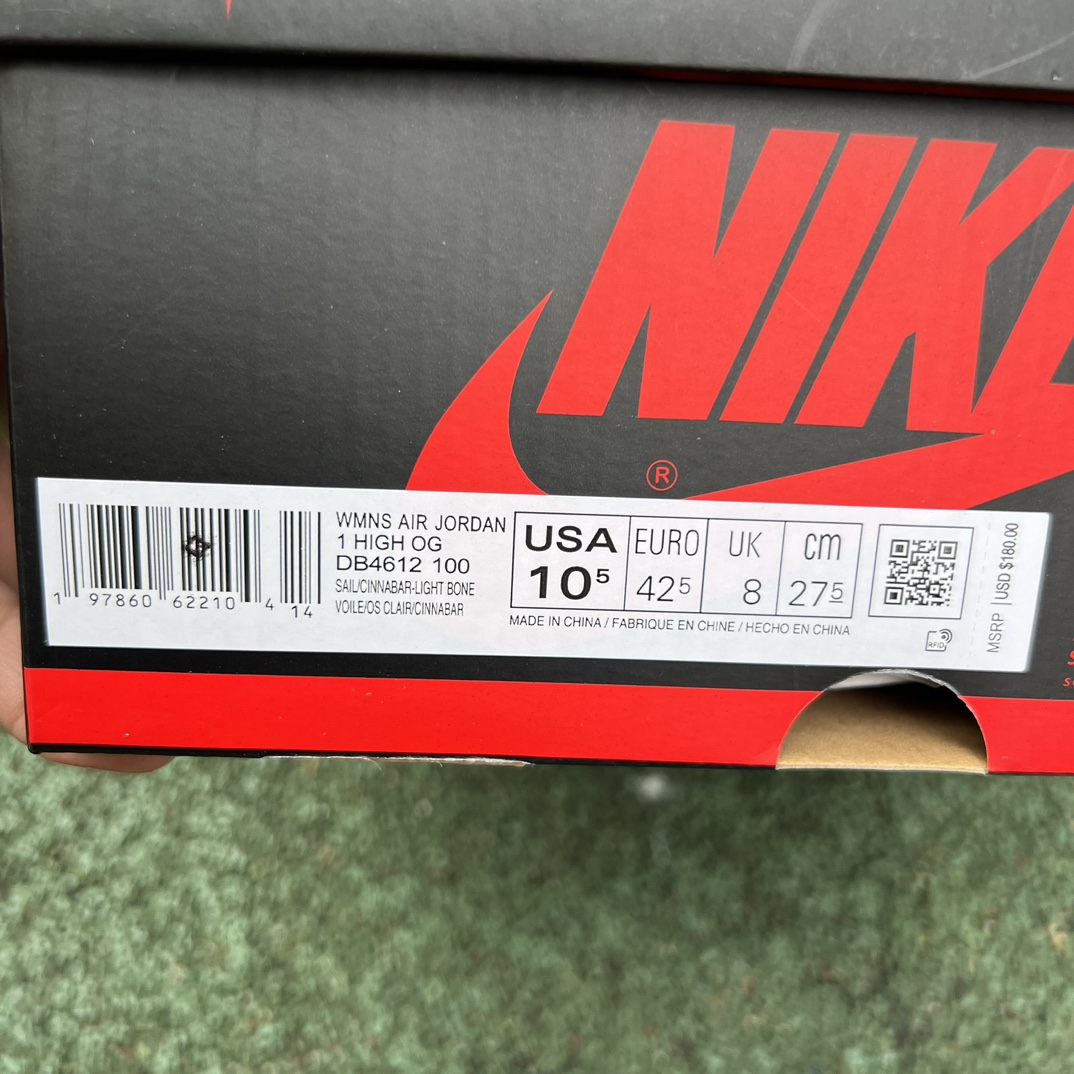 NIKE
®
WMNS AIR JORDAN
1 HIGH OG
DB4612 100
SAIL/CINNABAR-LIGHT BONE
VOILE/OS CLAIR/CINNABAR
1 97860 62210 4 14
USA EURO UK cm
10⁵ 42⁵ 8 27⁵
MADE IN CHINA / FABRIQUE EN CHINE / HECHO EN CHINA
RFID
MSRP | USD $180.00